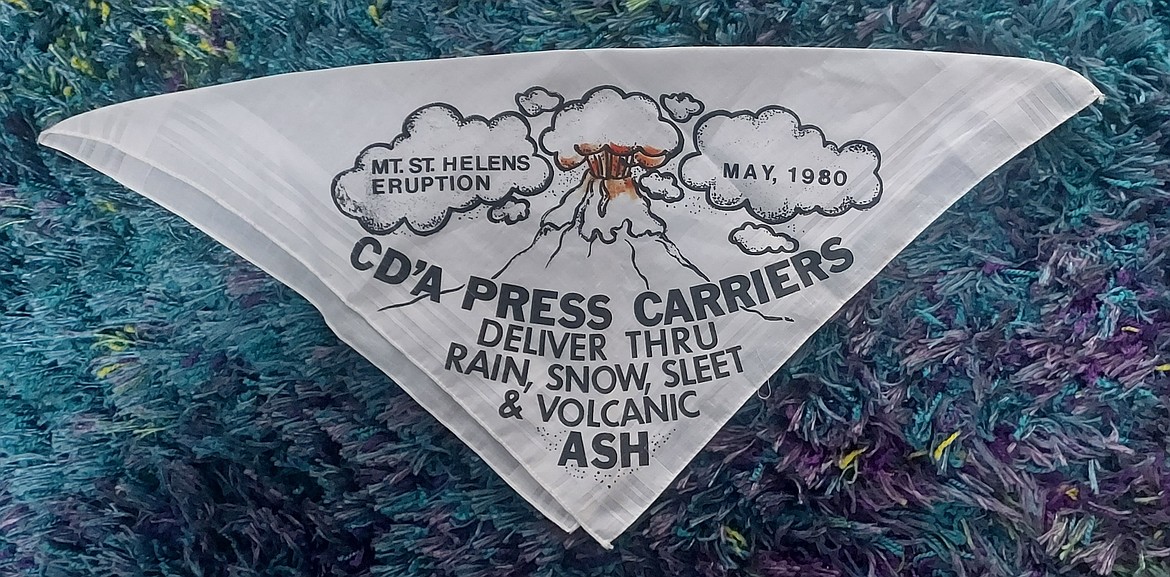 MT. ST. HELENS
ERUPTION
MAY, 1980
CD'A PRESS CARRIERS
DELIVER THRU
RAIN, SNOW, SLEET
& VOLCANIC
ASH